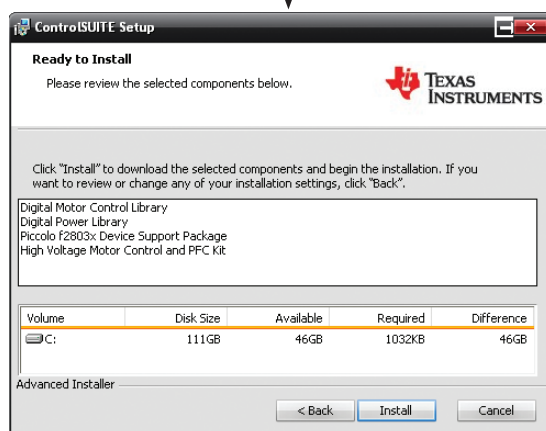 ControlSUITE Setup
Ready to Install
Please review the selected components below.
TEXAS
INSTRUMENTS
Click "Install" to download the selected components and begin the installation. If you
want to review or change any of your installation settings, click "Back".
Digital Motor Control Library
Digital Power Library
Piccolo f2803x Device Support Package
High Voltage Motor Control and PFC Kit
Volume Disk Size Available Required Difference
C: 111GB 46GB 1032KB 46GB
Advanced Installer
< Back Install Cancel